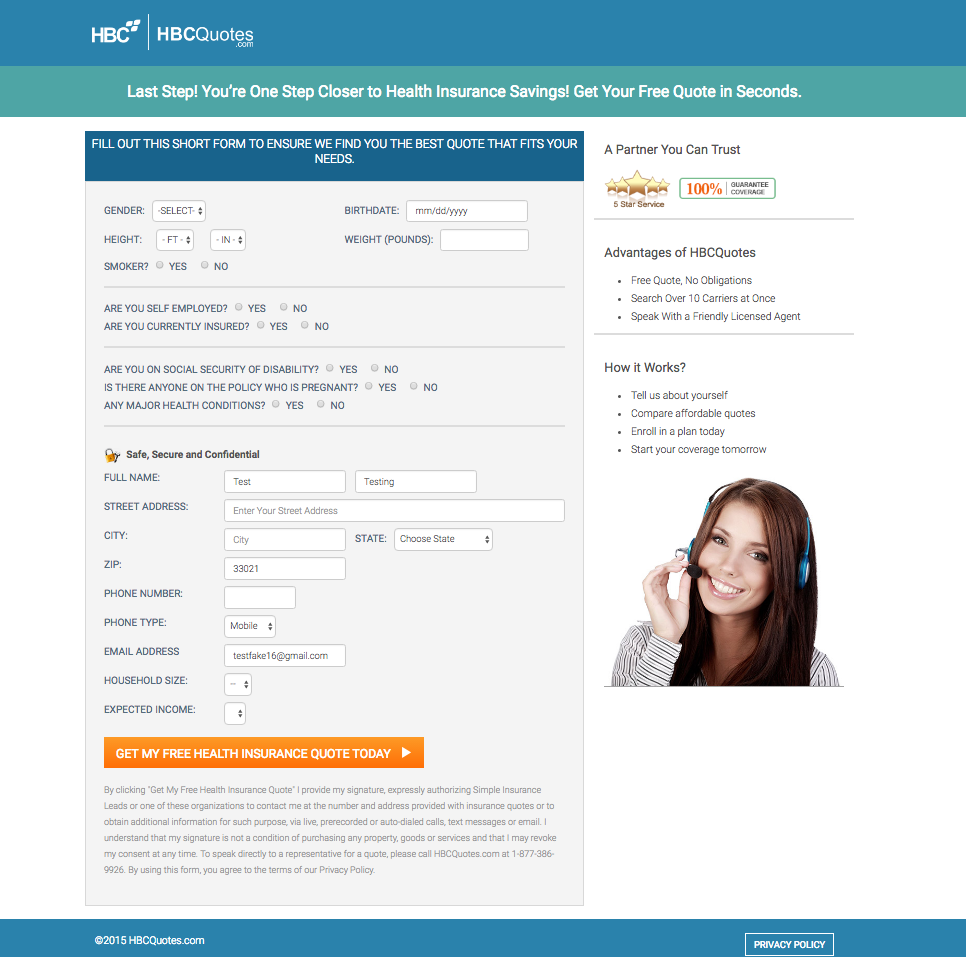 HBC HBCQuotes
.com
Last Step! You're One Step Closer to Health Insurance Savings! Get Your Free Quote in Seconds.
FILL OUT THIS SHORT FORM TO ENSURE WE FIND YOU THE BEST QUOTE THAT FITS YOUR
NEEDS.
GENDER: -SELECT- BIRTHDATE: mm/dd/yyyy
HEIGHT: - FT - - IN - WEIGHT (POUNDS):
SMOKER? YES NO
ARE YOU SELF EMPLOYED? YES NO
ARE YOU CURRENTLY INSURED? YES NO
ARE YOU ON SOCIAL SECURITY OF DISABILITY? YES NO
IS THERE ANYONE ON THE POLICY WHO IS PREGNANT? YES NO
ANY MAJOR HEALTH CONDITIONS? YES NO
Safe, Secure and Confidential
FULL NAME: Test Testing
STREET ADDRESS: Enter Your Street Address
CITY: City STATE: Choose State
ZIP: 33021
PHONE NUMBER:
PHONE TYPE: Mobile
EMAIL ADDRESS testfake16@gmail.com
HOUSEHOLD SIZE: --
EXPECTED INCOME:
GET MY FREE HEALTH INSURANCE QUOTE TODAY
By clicking "Get My Free Health Insurance Quote" I provide my signature, expressly authorizing Simple Insurance
Leads or one of these organizations to contact me at the number and address provided with insurance quotes or to
obtain additional information for such purpose, via live, prerecorded or auto-dialed calls, text messages or email. I
understand that my signature is not a condition of purchasing any property, goods or services and that I may revoke
my consent at any time. To speak directly to a representative for a quote, please call HBCQuotes.com at 1-877-386-
9926. By using this form, you agree to the terms of our Privacy Policy.
A Partner You Can Trust
5 Star Service
100% GUARANTEE
COVERAGE
Advantages of HBCQuotes
Free Quote, No Obligations
Search Over 10 Carriers at Once
Speak With a Friendly Licensed Agent
How it Works?
Tell us about yourself
Compare affordable quotes
Enroll in a plan today
Start your coverage tomorrow
©2015 HBCQuotes.com
PRIVACY POLICY